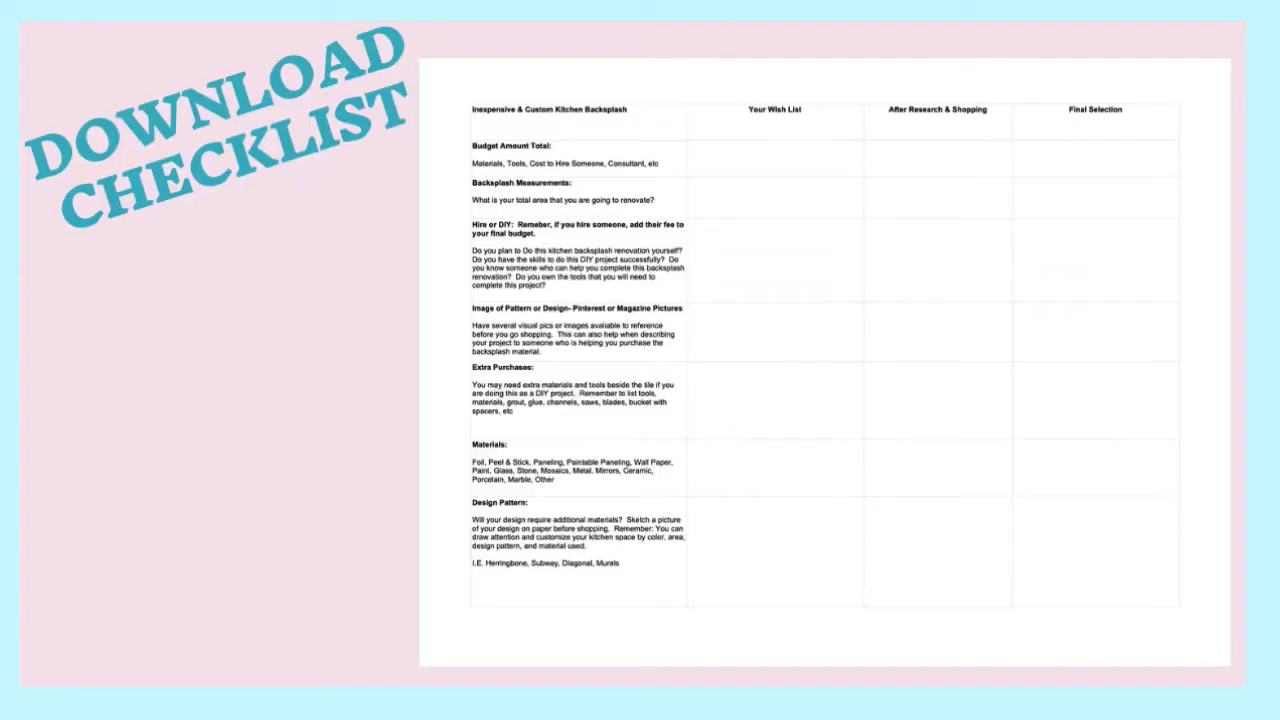 DOWNLOAD
CHECKLIST
Inexpensive & Custom Kitchen Backsplash
Your Wish List
After Research & Shopping
Final Selection
Budget Amount Total:
Materials, Tools, Cost to Hire Someone, Consultant, etc
Backsplash Measurements:
What is your total area that you are going to renovate?
Hire or DIY: Remeber, if you hire someone, add their fee to
your final budget.
Do you plan to Do this kitchen backsplash renovation yourself?
Do you have the skills to do this DIY project successfully? Do
you know someone who can help you complete this backsplash
renovation? Do you own the tools that you will need to
complete this project?
Image of Pattern or Design- Pinterest or Magazine Pictures
Have several visual pics or images avaliable to reference
before you go shopping. This can also help when describing
your project to someone who is helping you purchase the
backsplash material.
Extra Purchases:
You may need extra materials and tools beside the tile if you
are doing this as a DIY project. Remember to list tools,
materials, grout, glue, channels, saws, blades, bucket with
spacers, etc
Materials:
Foil, Peel & Stick, Paneling, Paintable Paneling, Wall Paper,
Paint, Glass, Stone, Mosaics, Metal, Mirrors, Ceramic,
Porcelain, Marble, Other
Design Pattern:
Will your design require additional materials? Sketch a picture
of your design on paper before shopping. Remember: You can
draw attention and customize your kitchen space by color, area,
design pattern, and material used.
I.E. Herringbone, Subway, Diagonal, Murals